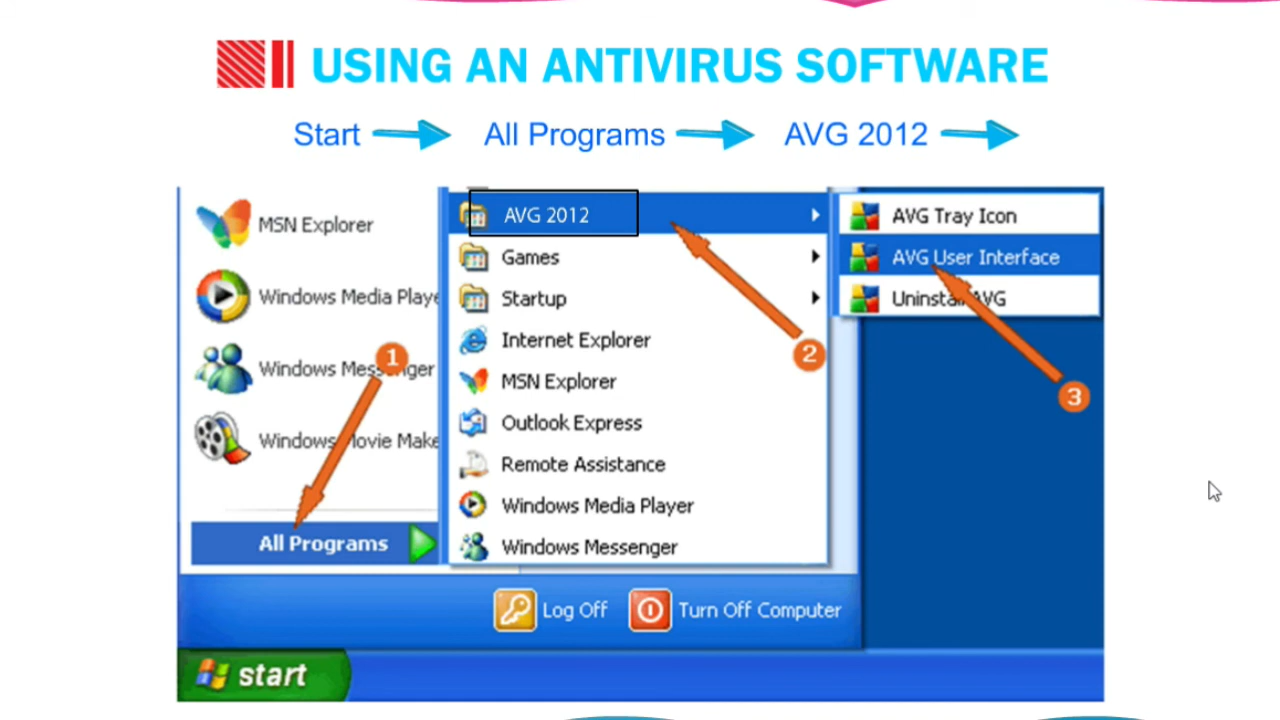 USING AN ANTIVIRUS SOFTWARE
Start All Programs AVG 2012
MSN Explorer
Windows Media Playe
Windows Messenger
Windows Movie Make
All Programs
AVG 2012
Games
Startup
Internet Explorer
MSN Explorer
Outlook Express
Remote Assistance
Windows Media Player
Windows Messenger
AVG Tray Icon
AVG User Interface
Uninstall AVG
1
2
3
Log Off
Turn Off Computer
start